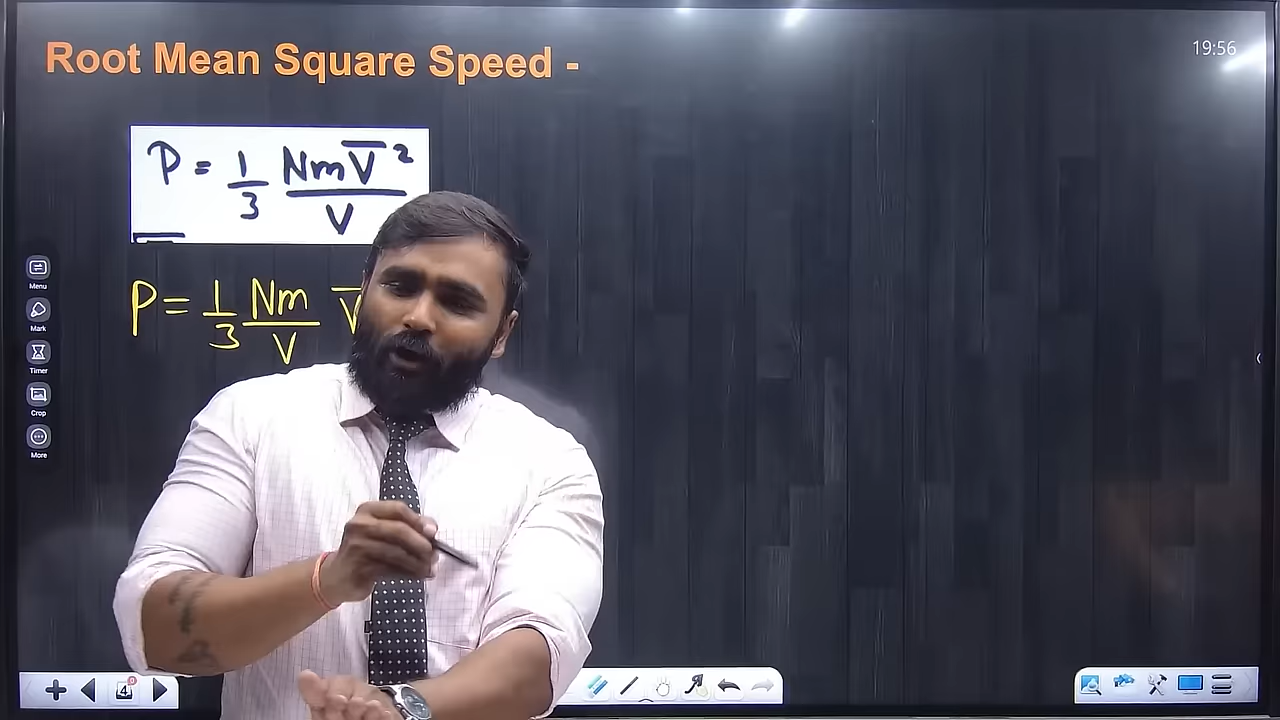 Root Mean Square Speed -
19:56
P = 1/3 NmV̅²/V
P = 1/3 Nm/V V̅
Menu
Mark
Timer
Crop
More
4
0